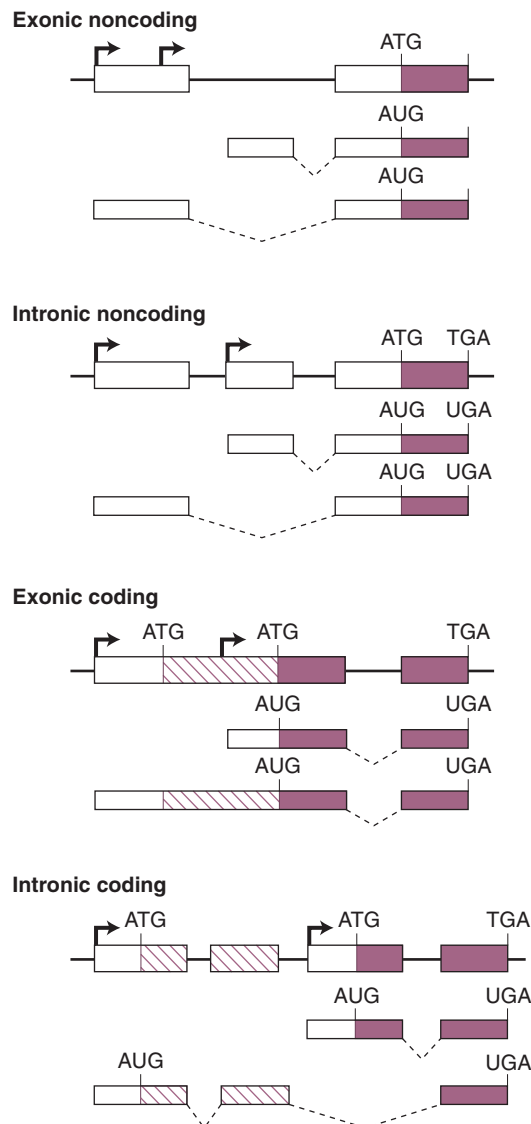 Exonic noncoding
ATG
AUG
AUG
Intronic noncoding
ATG TGA
AUG UGA
AUG UGA
Exonic coding
ATG ATG TGA
AUG UGA
AUG UGA
Intronic coding
ATG ATG TGA
AUG UGA
AUG UGA